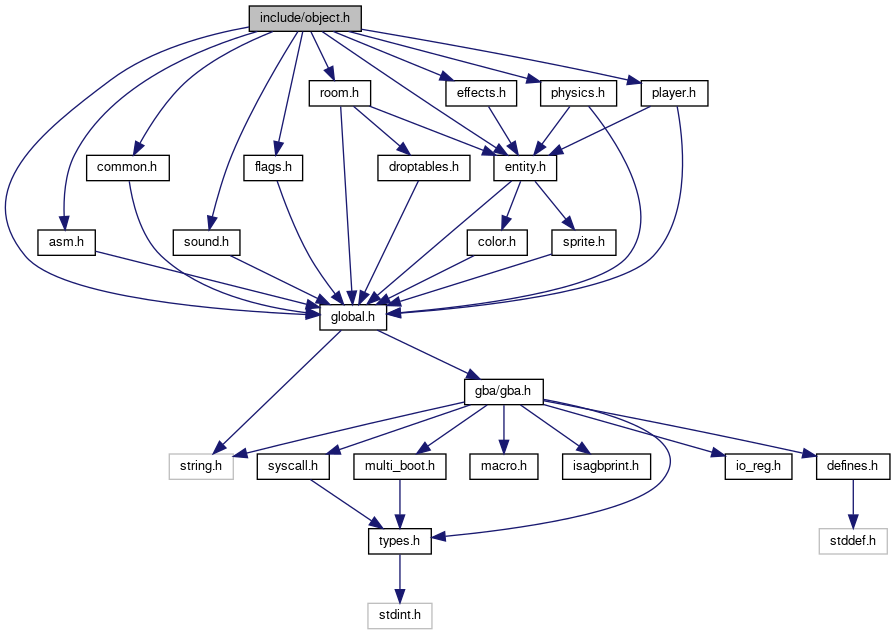 include/object.h
room.h
effects.h
physics.h
player.h
common.h
flags.h
droptables.h
entity.h
asm.h
sound.h
color.h
sprite.h
global.h
gba/gba.h
string.h
syscall.h
multi_boot.h
macro.h
isagbprint.h
io_reg.h
defines.h
types.h
stddef.h
stdint.h